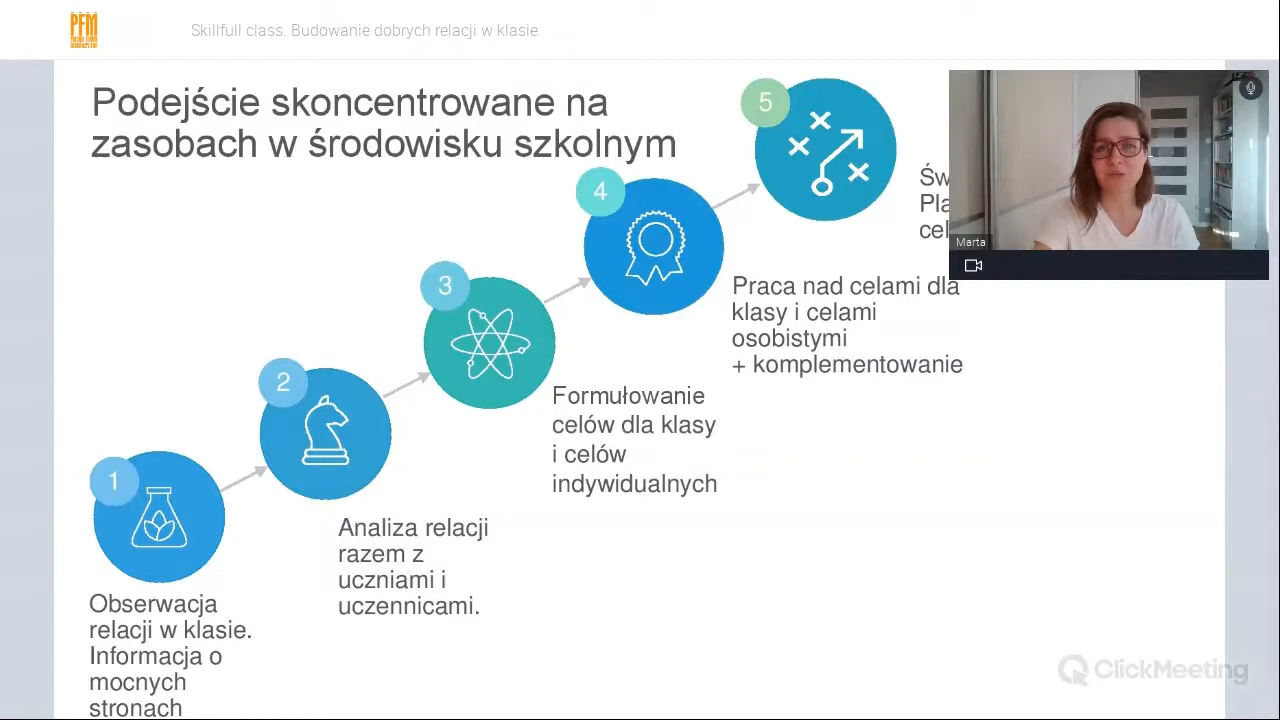 PFM
Skillfull class. Budowanie dobrych relacji w klasie
Podejście skoncentrowane na
zasobach w środowisku szkolnym
5
4
3
2
1
Marta
Praca nad celami dla
klasy i celami
osobistymi
+ komplementowanie
Formułowanie
celów dla klasy
i celów
indywidualnych
Analiza relacji
razem z
uczniami i
uczennicami.
Obserwacja
relacji w klasie.
Informacja o
mocnych
stronach
ClickMeeting